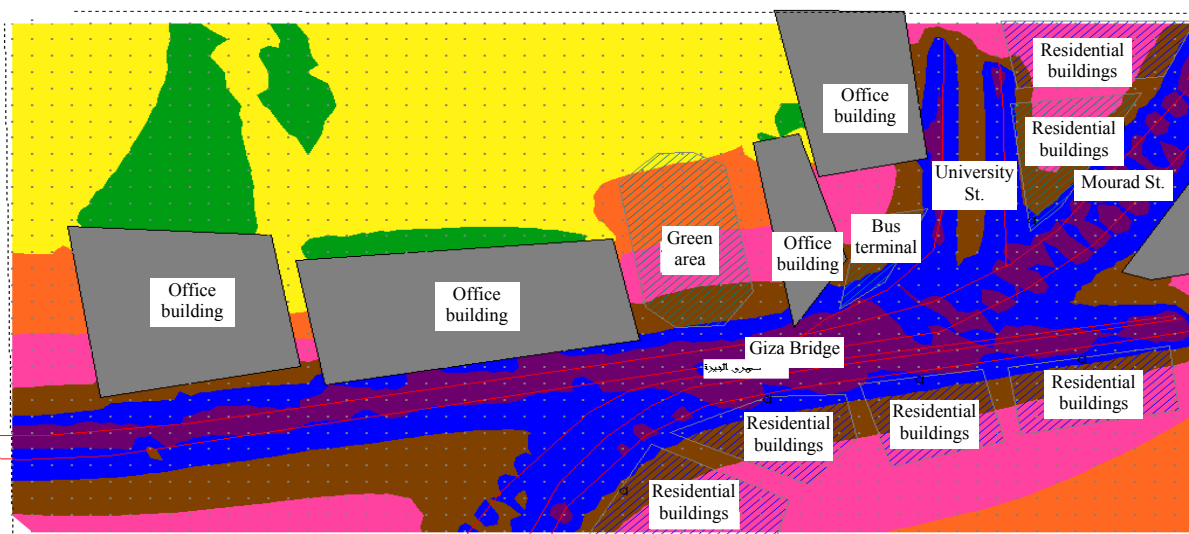 Residential
buildings
Office
building
Residential
buildings
University
St.
Mourad St.
Green
area
Office
building
Bus
terminal
Office
building
Office
building
Giza Bridge
الجيزة
Residential
buildings
Residential
buildings
Residential
buildings
Residential
buildings